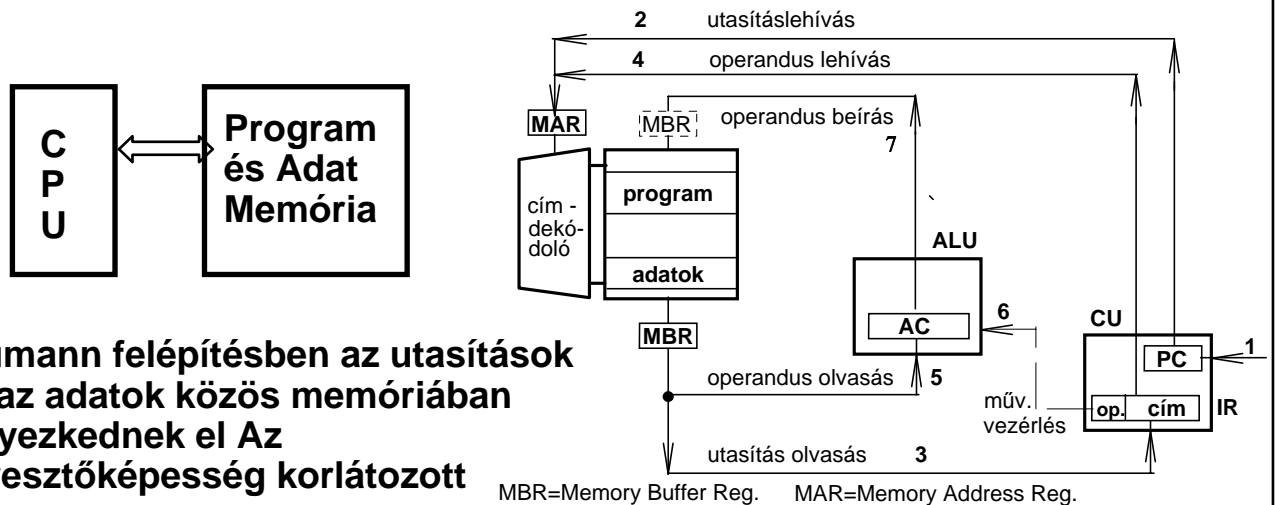 C
P
U
Program
és Adat
Memória
umann felépítésben az utasítások
az adatok közös memóriában
yezkednek el Az
esztőképesség korlátozott
2 utasításlehívás
4 operandus lehívás
MAR
MBR
operandus beírás
7
cím -
dekó-
doló
program
adatok
MBR
ALU
AC
6
CU
PC
1
operandus olvasás 5
műv.
vezérlés
op. cím
IR
utasítás olvasás 3
MBR=Memory Buffer Reg. MAR=Memory Address Reg.